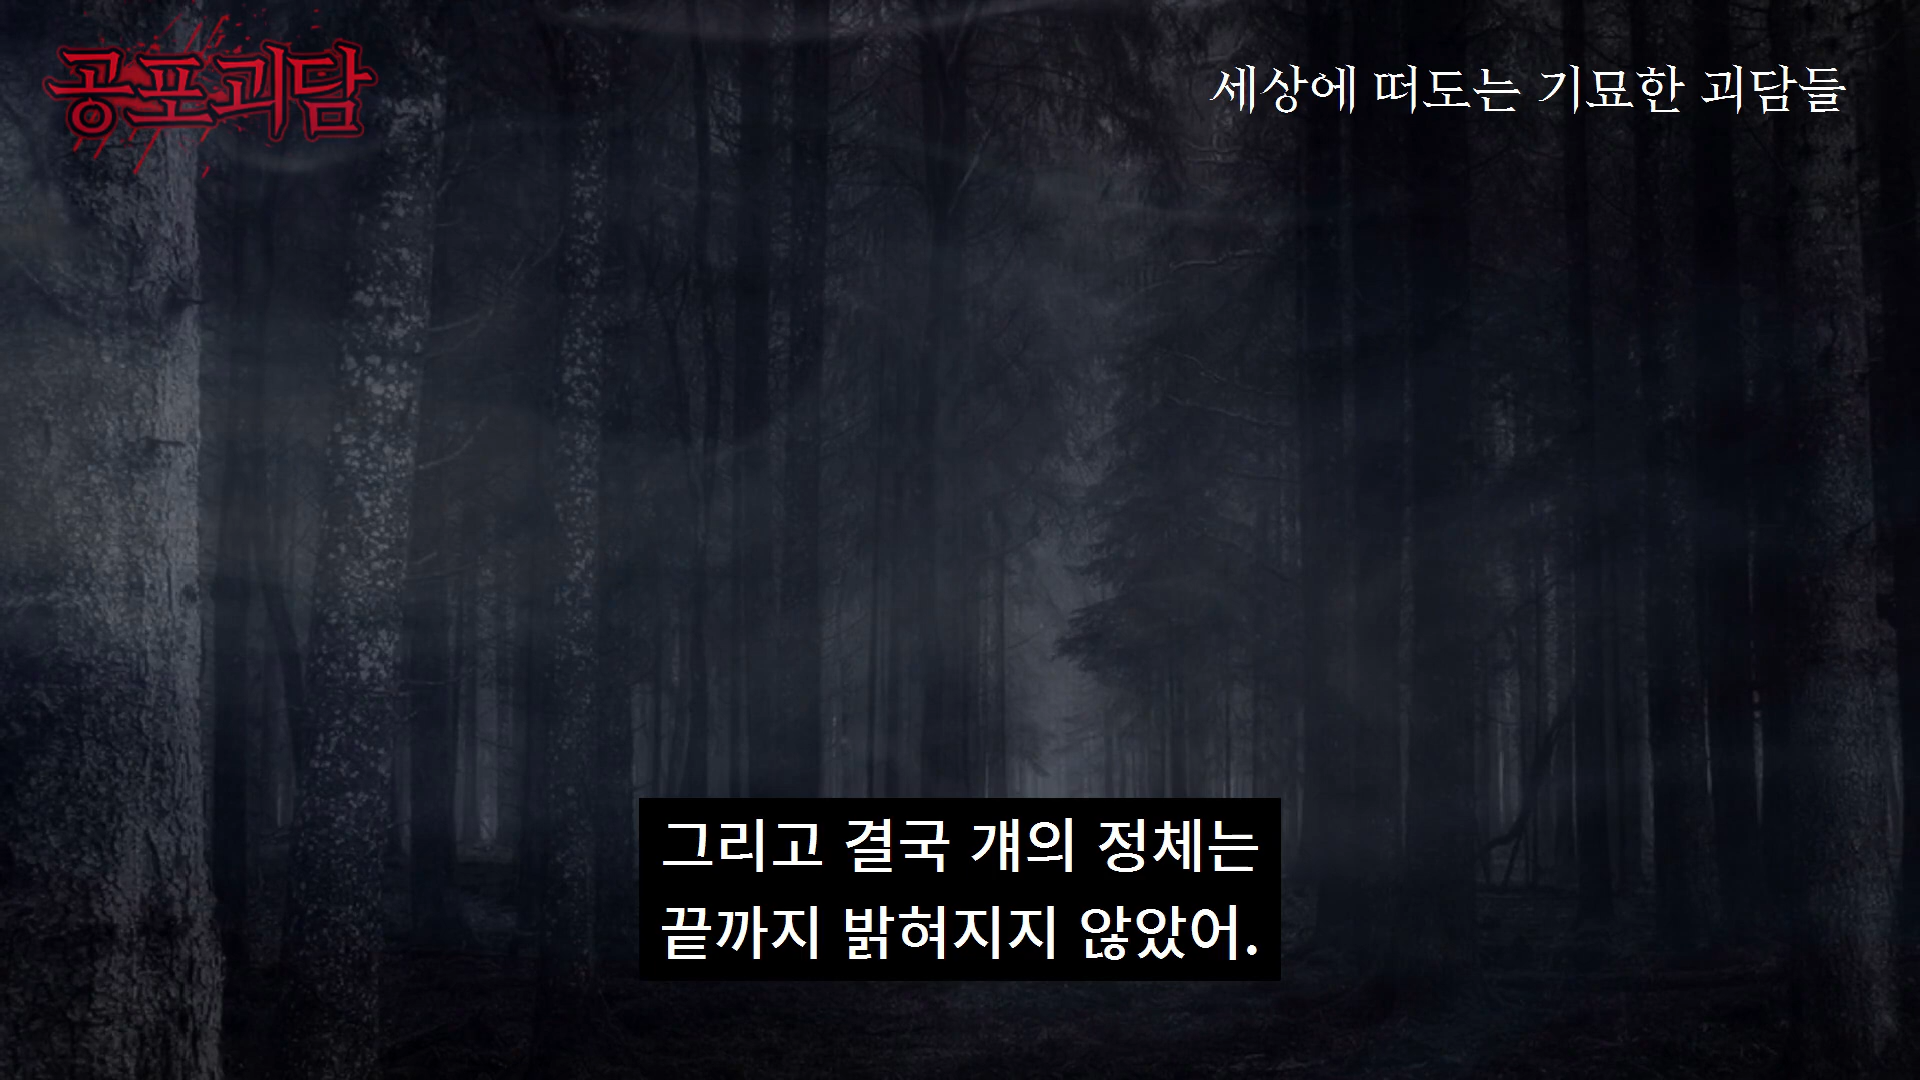 공포괴담
세상에 떠도는 기묘한 괴담들
그리고 결국 걔의 정체는
끝까지 밝혀지지 않았어.